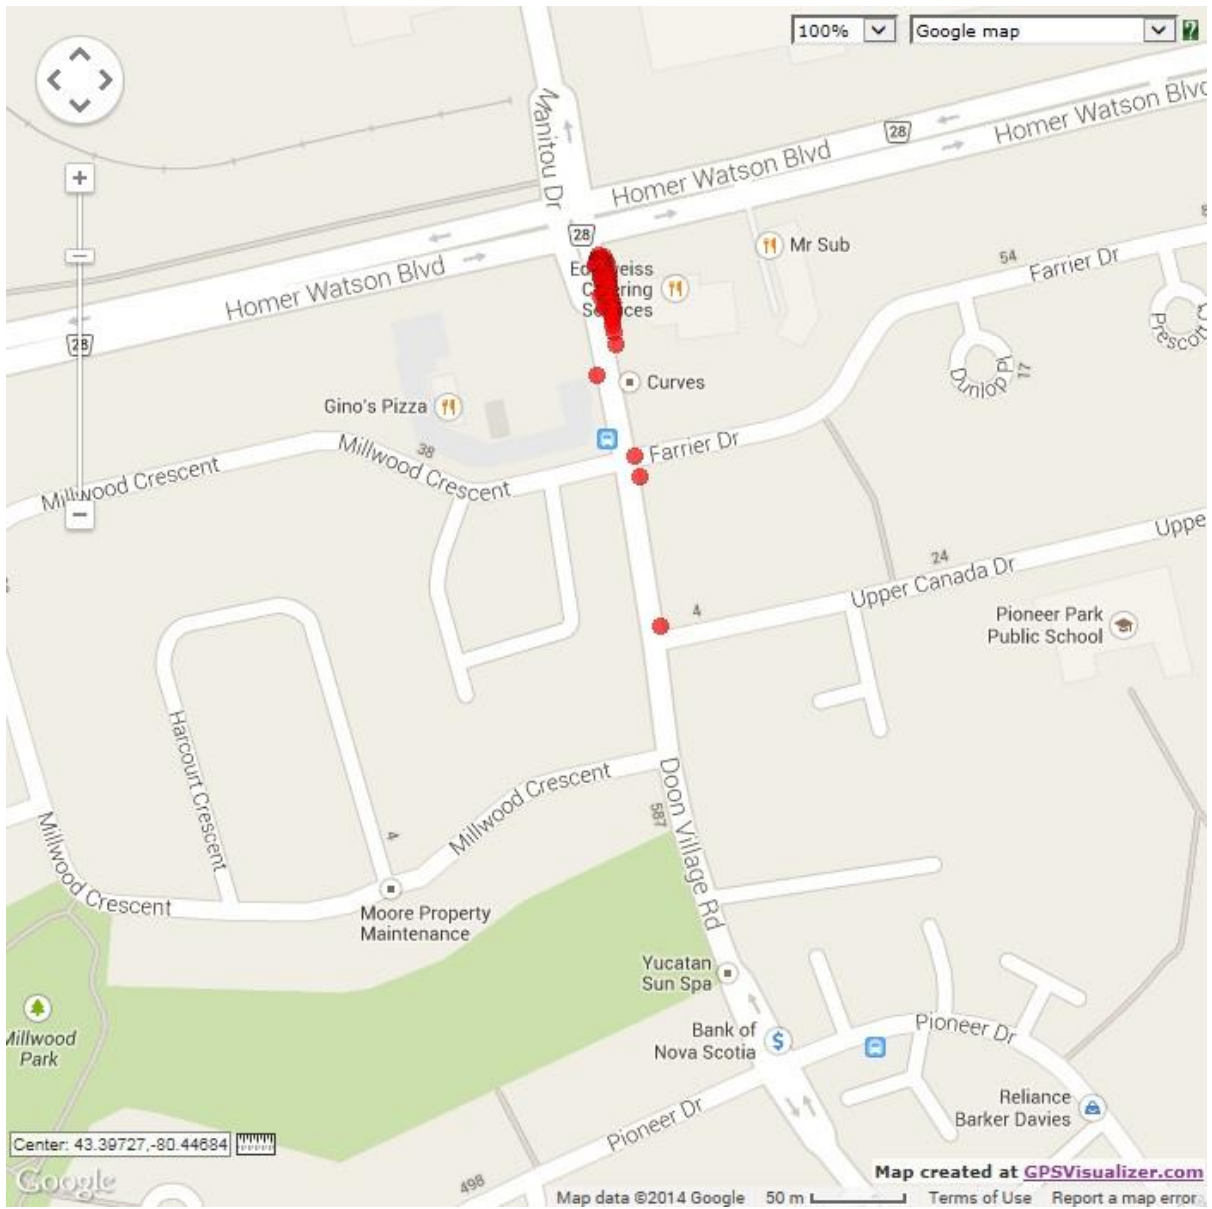 100%
Google map
?
Manitou Dr
Homer Watson Blvd
28
Homer Watson Blvd
28
Mr Sub
Homer Watson Blvd
28
Curves
Gino's Pizza
54
Farrier Dr
Prescott
Dunlop Pl
17
Farrier Dr
38
Millwood Crescent
Millwood Crescent
Upper
24
Upper Canada Dr
4
Pioneer Park
Public School
Harcourt Crescent
Millwood Crescent
Doon Village Rd
587
4
Millwood Crescent
Moore Property
Maintenance
Yucatan
Sun Spa
Bank of
Nova Scotia
$
Pioneer Dr
Millwood
Park
Reliance
Barker Davies
Pioneer Dr
498
Center: 43.39727,-80.44684
Google
Map created at GPSVisualizer.com
Map data ©2014 Google
50 m
Terms of Use
Report a map error